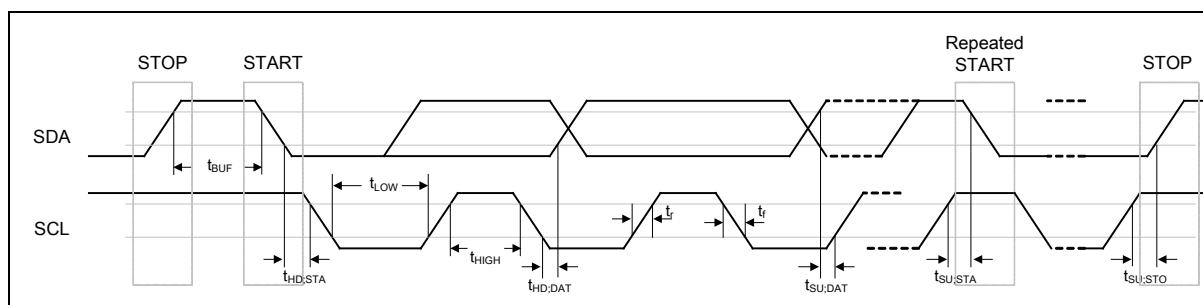 STOP
START
Repeated
START
STOP
SDA
tBUF
tLOW
SCL
tr
tf
tHIGH
tHD;STA
tHD;DAT
tSU;DAT
tSU;STA
tSU;STO